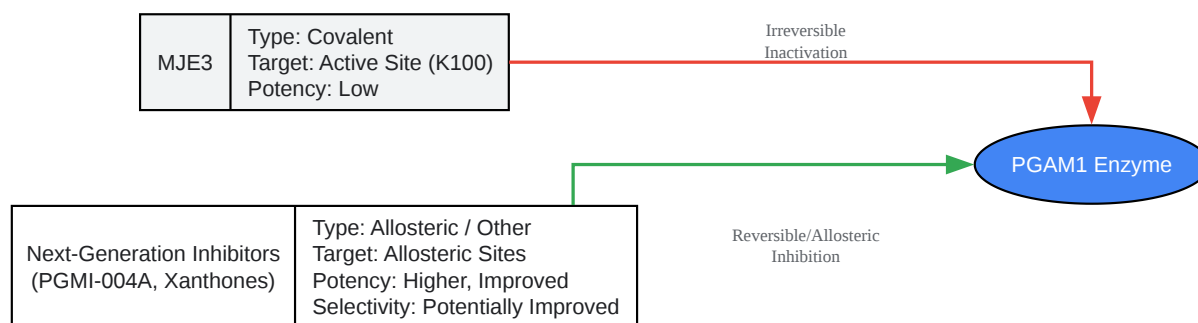 MJE3
Type: Covalent
Target: Active Site (K100)
Potency: Low
Irreversible
Inactivation
PGAM1 Enzyme
Next-Generation Inhibitors
(PGMI-004A, Xanthones)
Type: Allosteric / Other
Target: Allosteric Sites
Potency: Higher, Improved
Selectivity: Potentially Improved
Reversible/Allosteric
Inhibition